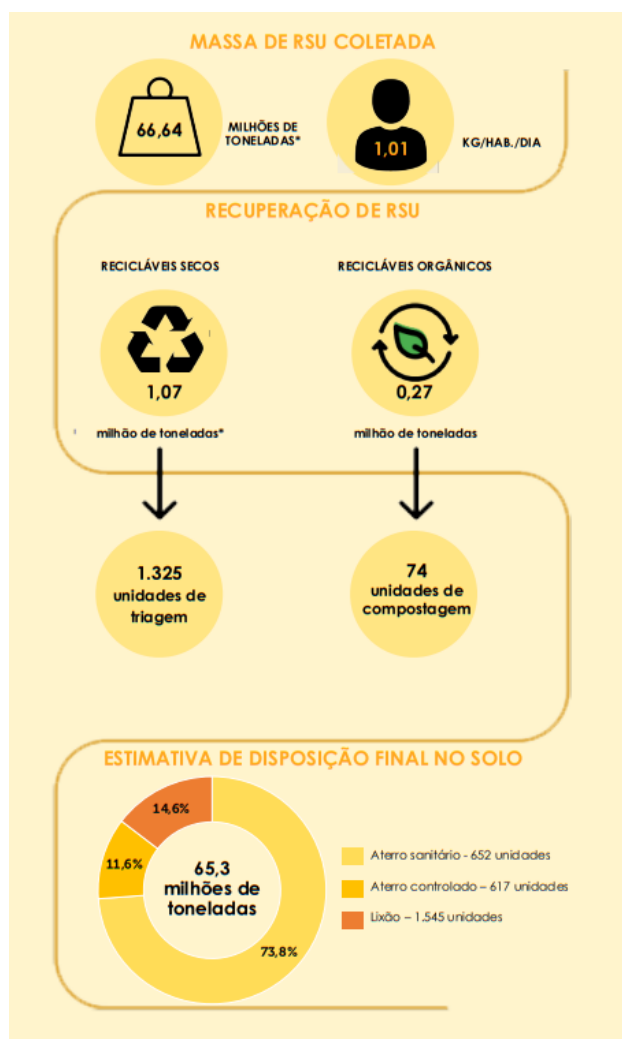 MASSA DE RSU COLETADA
66,64
MILHÕES DE
TONELADAS*
1,01
KG/HAB./DIA
RECUPERAÇÃO DE RSU
RECICLÁVEIS SECOS
RECICLÁVEIS ORGÂNICOS
1,07
0,27
milhão de toneladas*
milhão de toneladas
1.325
unidades de
triagem
74
unidades de
compostagem
ESTIMATIVA DE DISPOSIÇÃO FINAL NO SOLO
14,6%
11,6%
65,3
milhões de
toneladas
73,8%
Aterro sanitário - 652 unidades
Aterro controlado – 617 unidades
Lixão – 1.545 unidades